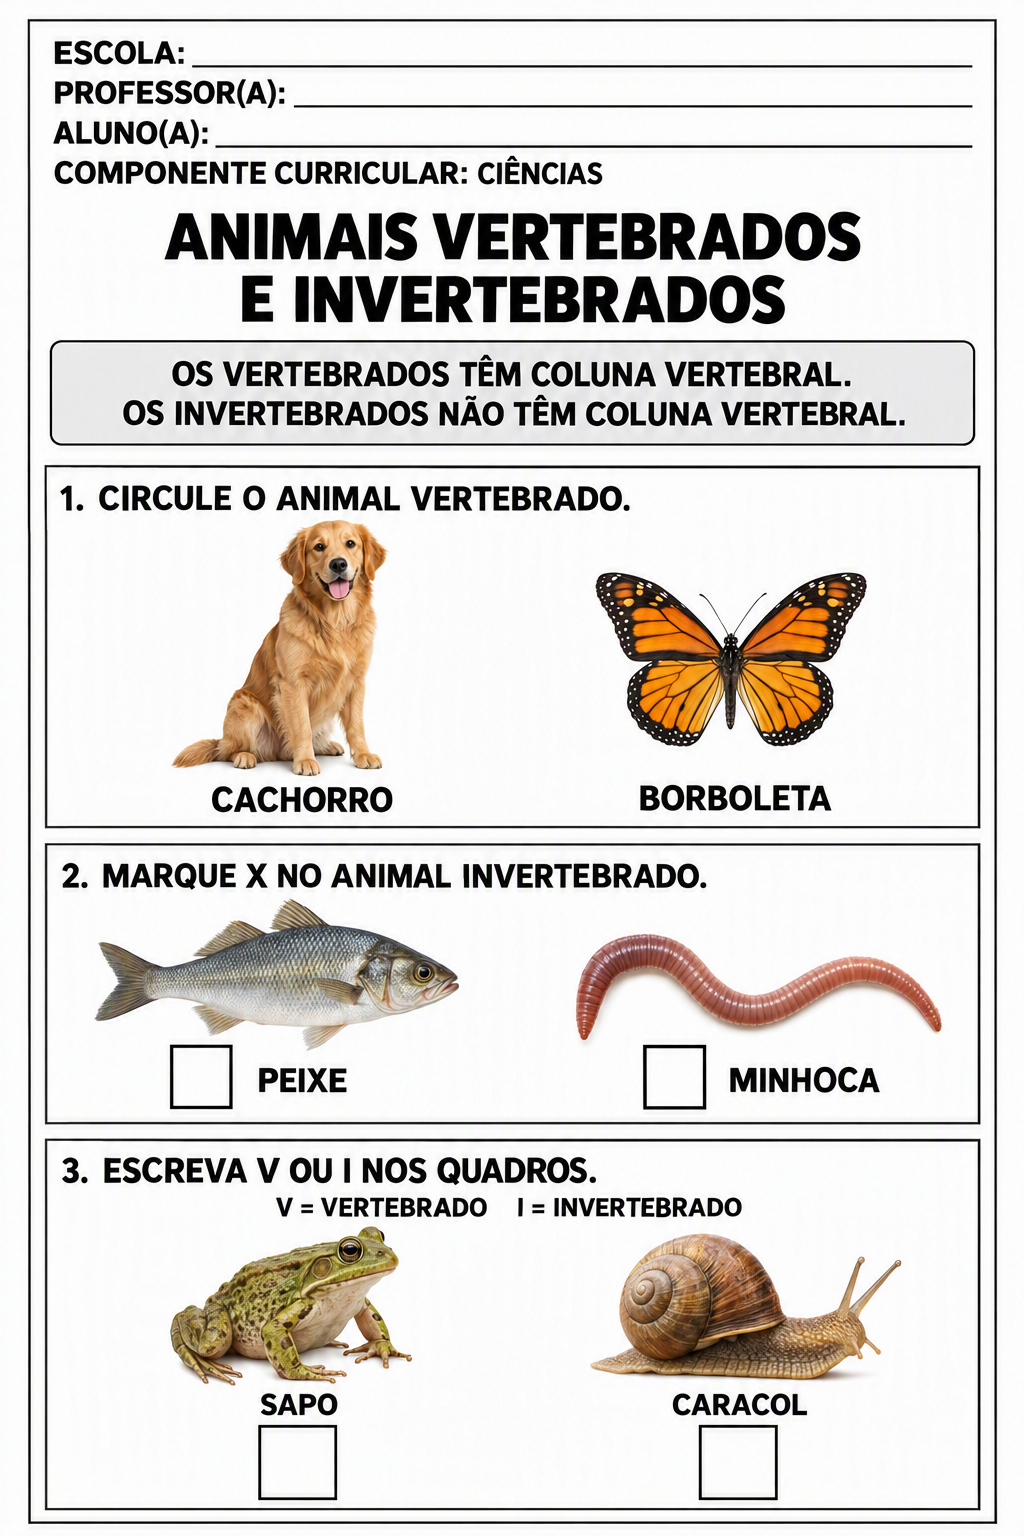 ESCOLA:
PROFESSOR(A):
ALUNO(A):
COMPONENTE CURRICULAR: CIÊNCIAS
ANIMAIS VERTEBRADOS
E INVERTEBRADOS
OS VERTEBRADOS TÊM COLUNA VERTEBRAL.
OS INVERTEBRADOS NÃO TÊM COLUNA VERTEBRAL.
1. CIRCULE O ANIMAL VERTEBRADO.
CACHORRO
BORBOLETA
2. MARQUE X NO ANIMAL INVERTEBRADO.
PEIXE
MINHOCA
3. ESCREVA V OU I NOS QUADROS.
V = VERTEBRADO I = INVERTEBRADO
SAPO
CARACOL